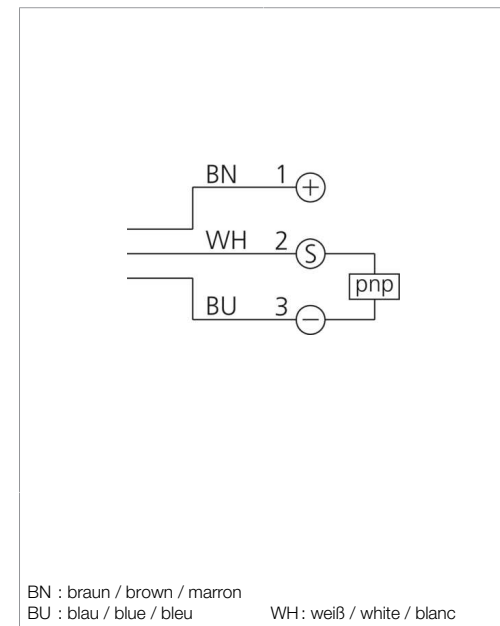 BN 1 +
WH 2 S
pnp
BU 3 −
BN : braun / brown / marron
BU : blau / blue / bleu WH : weiß / white / blanc